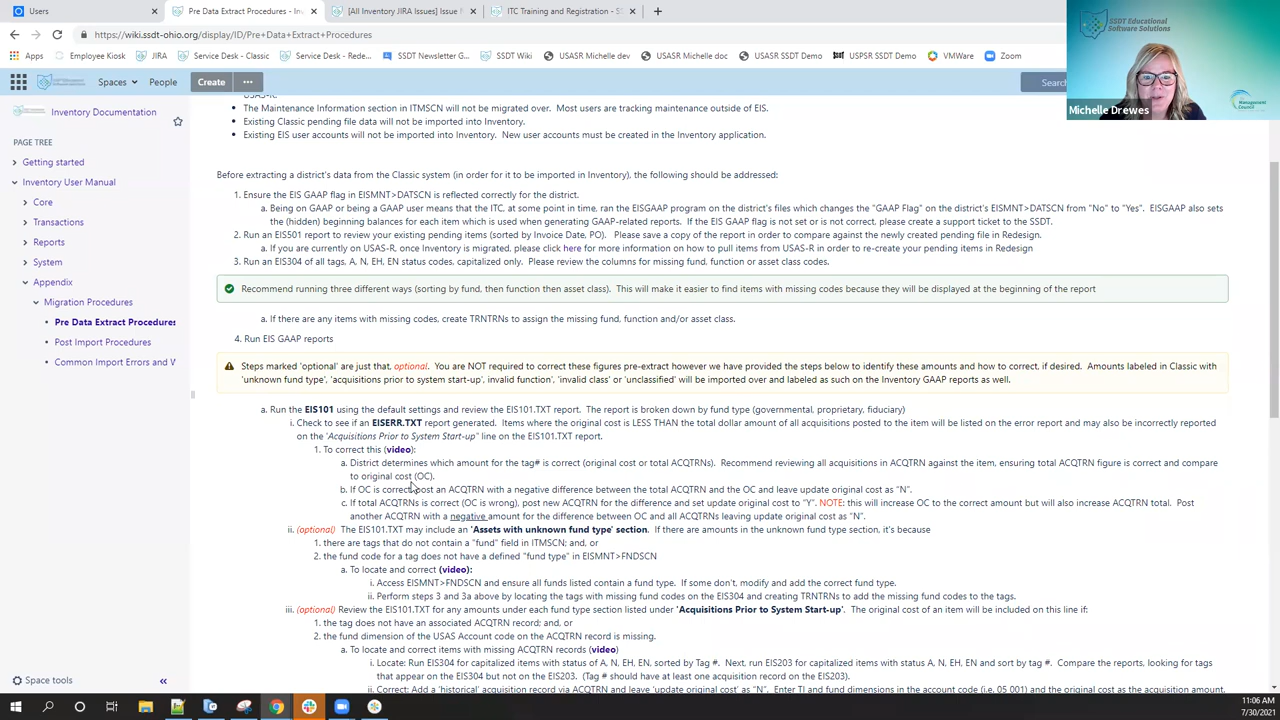 Users
Pre Data Extract Procedures - Inv
[All Inventory JIRA Issues] Issue N
ITC Training and Registration - SS
https://wiki.ssdt-ohio.org/display/ID/Pre+Data+Extract+Procedures
Apps
Employee Kiosk
JIRA
Service Desk - Classic
Service Desk - Rede...
SSDT Newsletter G...
SSDT Wiki
USASR Michelle dev
USASR Michelle doc
USASR SSDT Demo
USPSR SSDT Demo
VMWare
Zoom
SSDT Educational
Software Solutions
Management
Council
Michelle Drewes
Spaces
People
Create
Search
Inventory Documentation
PAGE TREE
Getting started
Inventory User Manual
Core
Transactions
Reports
System
Appendix
Migration Procedures
Pre Data Extract Procedures
Post Import Procedures
Common Import Errors and W
Space tools
USAS-R.
The Maintenance Information section in ITMSCN will not be migrated over. Most users are tracking maintenance outside of EIS.
Existing Classic pending file data will not be imported into Inventory.
Existing EIS user accounts will not be imported into Inventory. New user accounts must be created in the Inventory application.
Before extracting a district's data from the Classic system (in order for it to be imported in Inventory), the following should be addressed:
1. Ensure the EIS GAAP flag in EISMNT>DATSCN is reflected correctly for the district.
a. Being on GAAP or being a GAAP user means that the ITC, at some point in time, ran the EISGAAP program on the district's files which changes the "GAAP Flag" on the district's EISMNT>DATSCN from "No" to "Yes". EISGAAP also sets
the (hidden) beginning balances for each item which is used when generating GAAP-related reports. If the EIS GAAP flag is not set or is not correct, please create a support ticket to the SSDT.
2. Run an EIS501 report to review your existing pending items (sorted by Invoice Date, PO). Please save a copy of the report in order to compare against the newly created pending file in Redesign.
a. If you are currently on USAS-R, once Inventory is migrated, please click here for more information on how to pull items from USAS-R in order to re-create your pending items in Redesign
3. Run an EIS304 of all tags, A, N, EH, EN status codes, capitalized only. Please review the columns for missing fund, function or asset class codes.
Recommend running three different ways (sorting by fund, then function then asset class). This will make it easier to find items with missing codes because they will be displayed at the beginning of the report
a. If there are any items with missing codes, create TRNTRNs to assign the missing fund, function and/or asset class.
4. Run EIS GAAP reports
Steps marked 'optional' are just that, optional. You are NOT required to correct these figures pre-extract however we have provided the steps below to identify these amounts and how to correct, if desired. Amounts labeled in Classic with
'unknown fund type', 'acquisitions prior to system start-up', invalid function', 'invalid class' or 'unclassified' will be imported over and labeled as such on the Inventory GAAP reports as well.
a. Run the EIS101 using the default settings and review the EIS101.TXT report. The report is broken down by fund type (governmental, proprietary, fiduciary)
i. Check to see if an EISERR.TXT report generated. Items where the original cost is LESS THAN the total dollar amount of all acquisitions posted to the item will be listed on the error report and may also be incorrectly reported
on the 'Acquisitions Prior to System Start-up" line on the EIS101.TXT report.
1. To correct this (video):
a. District determines which amount for the tag# is correct (original cost or total ACQTRNs). Recommend reviewing all acquisitions in ACQTRN against the item, ensuring total ACQTRN figure is correct and compare
to original cost (OC).
b. If OC is correct, post an ACQTRN with a negative difference between the total ACQTRN and the OC and leave update original cost as "N".
c. If total ACQTRNs is correct (OC is wrong), post new ACQTRN for the difference and set update original cost to "Y". NOTE: this will increase OC to the correct amount but will also increase ACQTRN total. Post
another ACQTRN with a negative amount for the difference between OC and all ACQTRNs leaving update original cost as "N".
ii. (optional) The EIS101.TXT may include an 'Assets with unknown fund type' section. If there are amounts in the unknown fund type section, it's because
1. there are tags that do not contain a "fund" field in ITMSCN; and, or
2. the fund code for a tag does not have a defined "fund type" in EISMNT>FNDSCN
a. To locate and correct (video):
i. Access EISMNT>FNDSCN and ensure all funds listed contain a fund type. If some don't, modify and add the correct fund type.
ii. Perform steps 3 and 3a above by locating the tags with missing fund codes on the EIS304 and creating TRNTRNs to add the missing fund codes to the tags.
iii. (optional) Review the EIS101.TXT for any amounts under each fund type section listed under 'Acquisitions Prior to System Start-up'. The original cost of an item will be included on this line if:
1. the tag does not have an associated ACQTRN record; and, or
2. the fund dimension of the USAS Account code on the ACQTRN record is missing.
a. To locate and correct items with missing ACQTRN records (video)
i. Locate: Run EIS304 for capitalized items with status of A, N, EH, EN, sorted by Tag #. Next, run EIS203 for capitalized items with status A, N, EH, EN and sort by tag #. Compare the reports, looking for tags
that appear on the EIS304 but not on the EIS203. (Tag # should have at least one acquisition record on the EIS203).
ii. Correct: Add a 'historical' acquisition record via ACQTRN and leave 'update original cost' as "N". Enter TI and fund dimensions in the account code (i.e. 05 001) and the original cost as the acquisition amount,
11:06 AM
7/30/2021